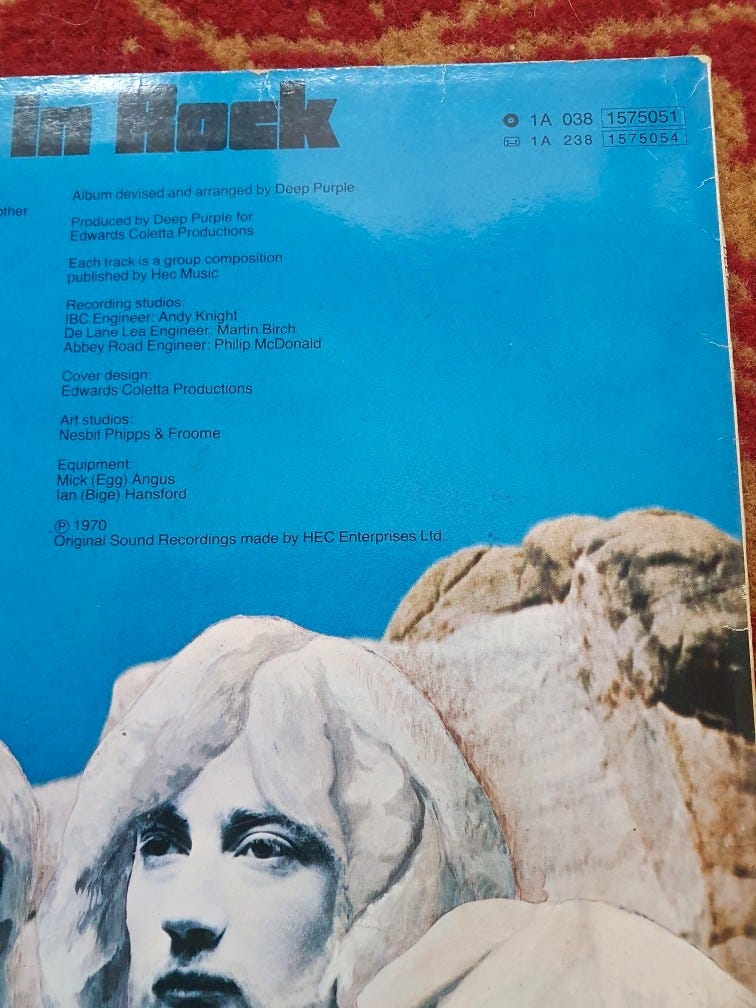 In Rock
1A 038 1575051
1A 238 1575054
other
Album devised and arranged by Deep Purple
Produced by Deep Purple for
Edwards Coletta Productions
Each track is a group composition
published by Hec Music
Recording studios:
IBC Engineer: Andy Knight
De Lane Lea Engineer: Martin Birch
Abbey Road Engineer: Philip McDonald
Cover design:
Edwards Coletta Productions
Art studios:
Nesbit Phipps & Froome
Equipment:
Mick (Egg) Angus
Ian (Bige) Hansford
℗ 1970
Original Sound Recordings made by HEC Enterprises Ltd.